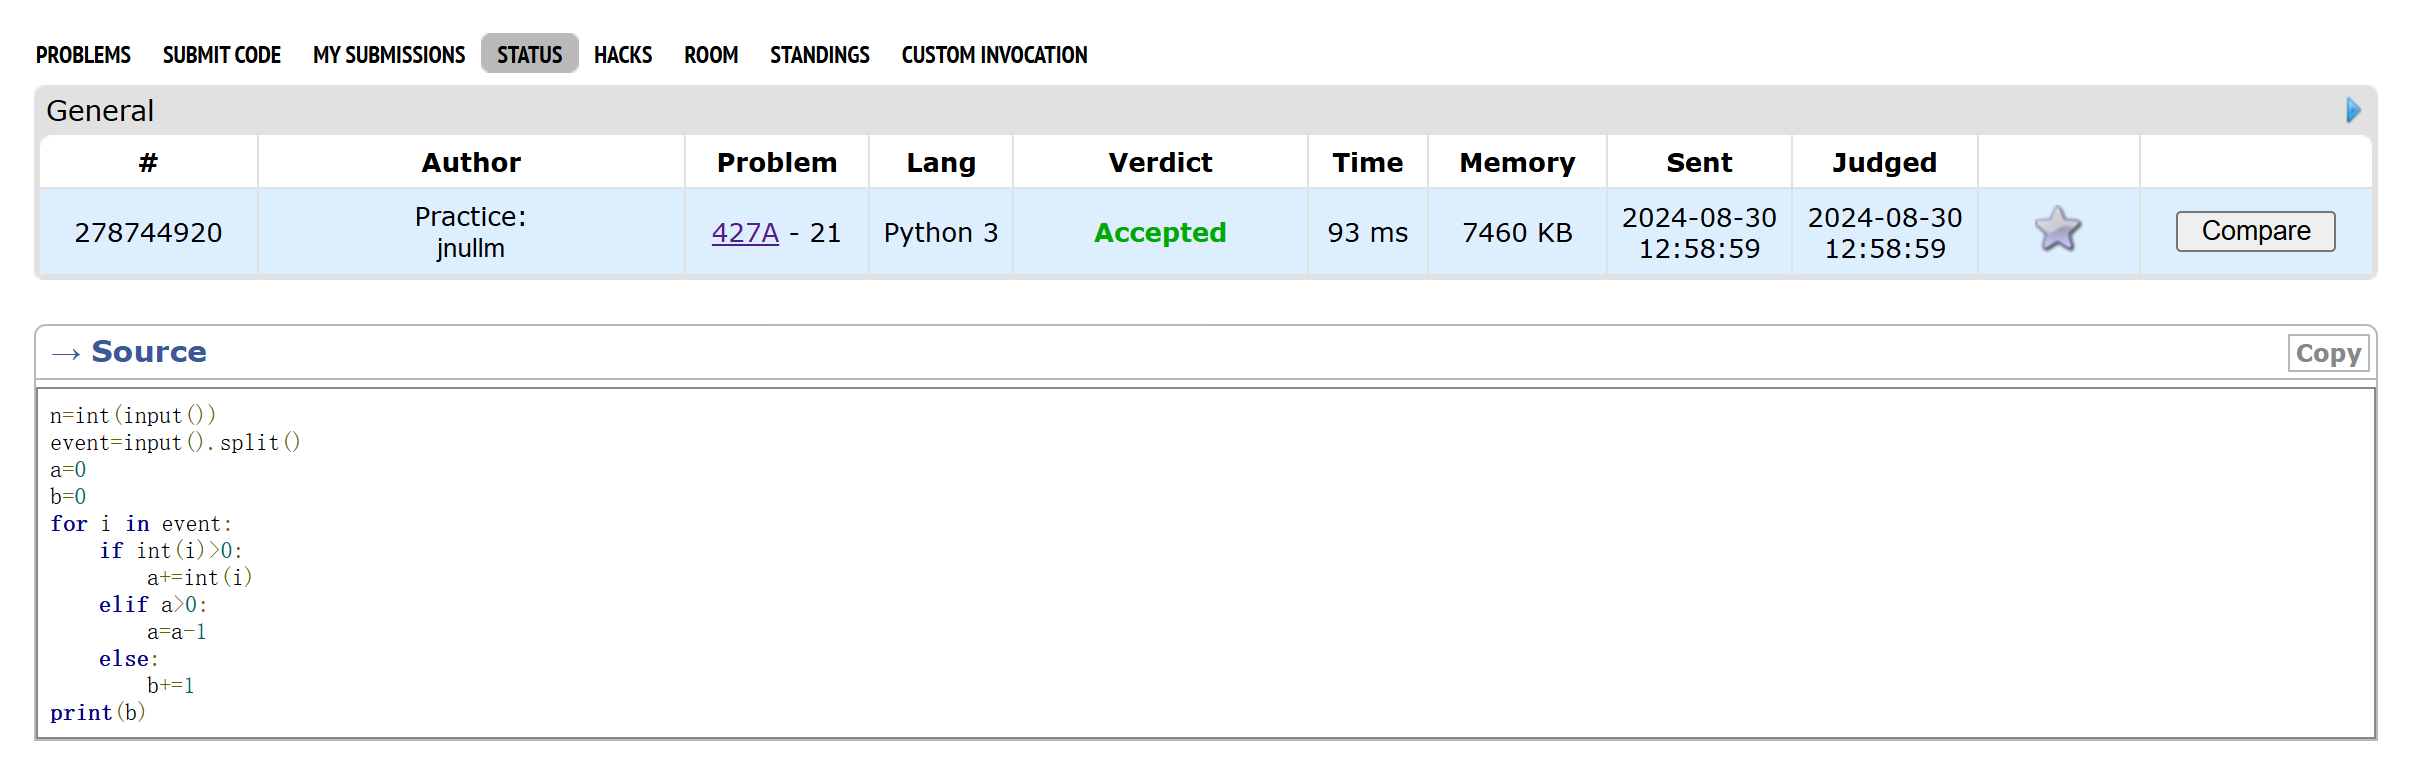 PROBLEMS SUBMIT CODE MY SUBMISSIONS STATUS HACKS ROOM STANDINGS CUSTOM INVOCATION
General
# Author Problem Lang Verdict Time Memory Sent Judged
278744920 Practice: jnullm 427A - 21 Python 3 Accepted 93 ms 7460 KB 2024-08-30 12:58:59 2024-08-30 12:58:59 Compare
→ Source Copy
n=int(input())
event=input().split()
a=0
b=0
for i in event:
    if int(i)>0:
        a+=int(i)
    elif a>0:
        a=a-1
    else:
        b+=1
print(b)